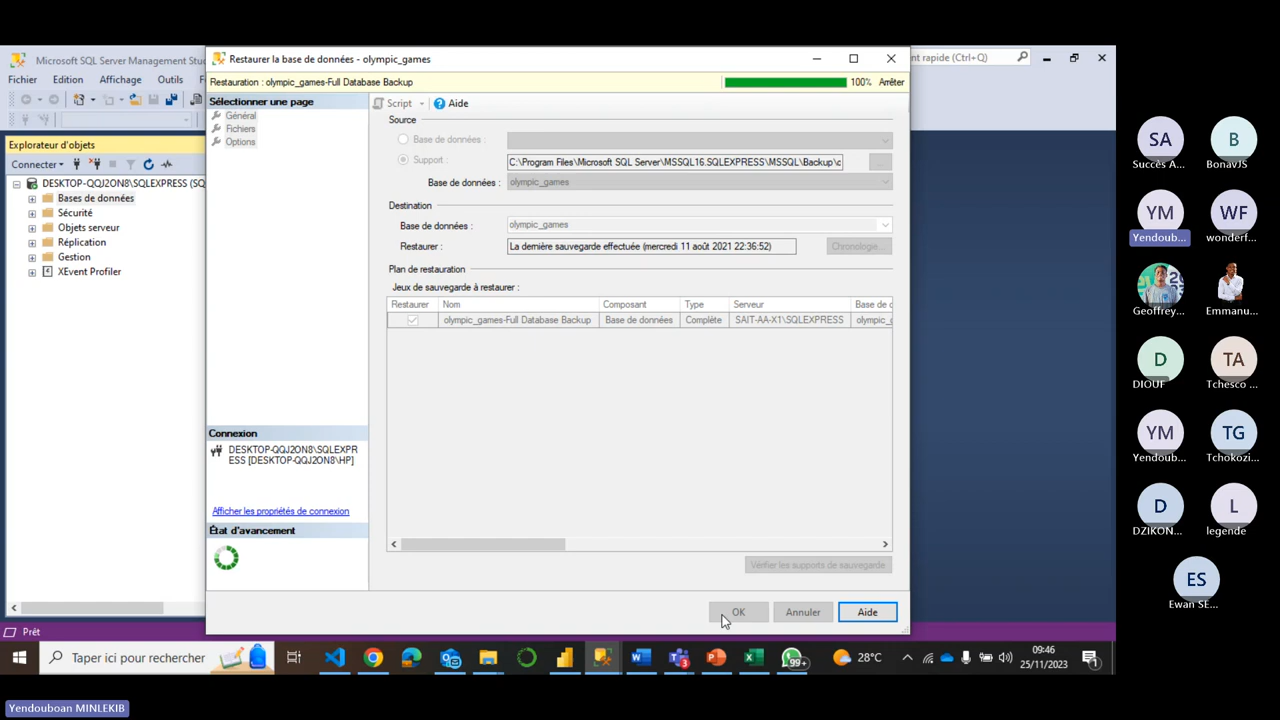 Microsoft SQL Server Management Stu
ent rapide (Ctrl+Q)
Fichier Edition Affichage Outils
Explorateur d'objets
Connecter
DESKTOP-QQJ2ON8\SQLEXPRESS (SQ
Bases de données
Sécurité
Objets serveur
Réplication
Gestion
XEvent Profiler
Prêt
Restaurer la base de données - olympic_games
Restauration : olympic_games-Full Database Backup
100% Arrêter
Sélectionner une page
Général
Fichiers
Options
Connexion
DESKTOP-QQJ2ON8\SQLEXPR
ESS [DESKTOP-QQJ2ON8\HP]
Afficher les propriétés de connexion
État d'avancement
Script Aide
Source
Base de données :
Support : C:\Program Files\Microsoft SQL Server\MSSQL16.SQLEXPRESS\MSSQL\Backup\c ...
Base de données : olympic_games
Destination
Base de données : olympic_games
Restaurer : La dernière sauvegarde effectuée (mercredi 11 août 2021 22:36:52) Chronologie...
Plan de restauration
Jeux de sauvegarde à restaurer :
Restaurer Nom Composant Type Serveur Base de c
olympic_games-Full Database Backup Base de données Complète SAIT-AA-X1\SQLEXPRESS olympic_
Vérifier les supports de sauvegarde
OK Annuler Aide
Taper ici pour rechercher
3
99+
28°C
09:46
25/11/2023
1
SA B
Succès A... BonavJS
YM WF
Yendoub... wonderf...
Geoffrey... Emmanu...
D TA
DIOUF Tchesco ...
YM TG
Yendoub... Tchokozi...
D L
DZIKON... legende
ES
Ewan SE...
Yendouboan MINLEKIB